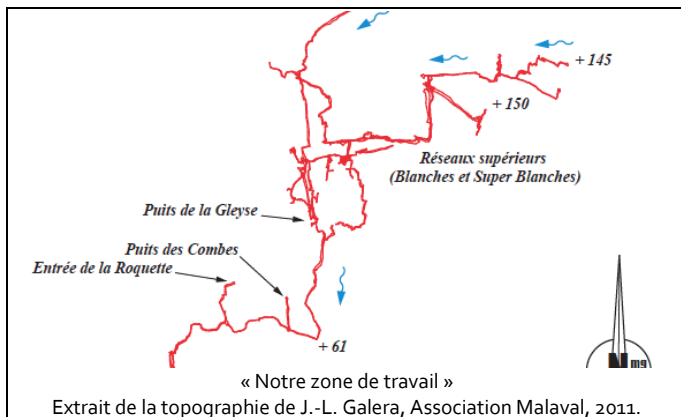 + 145
+ 150
Réseaux supérieurs
(Blanches et Super Blanches)
Puits de la Gleyse
Puits des Combes
Entrée de la Roquette
+ 61
N mg
« Notre zone de travail »
Extrait de la topographie de J.-L. Galera, Association Malaval, 2011.